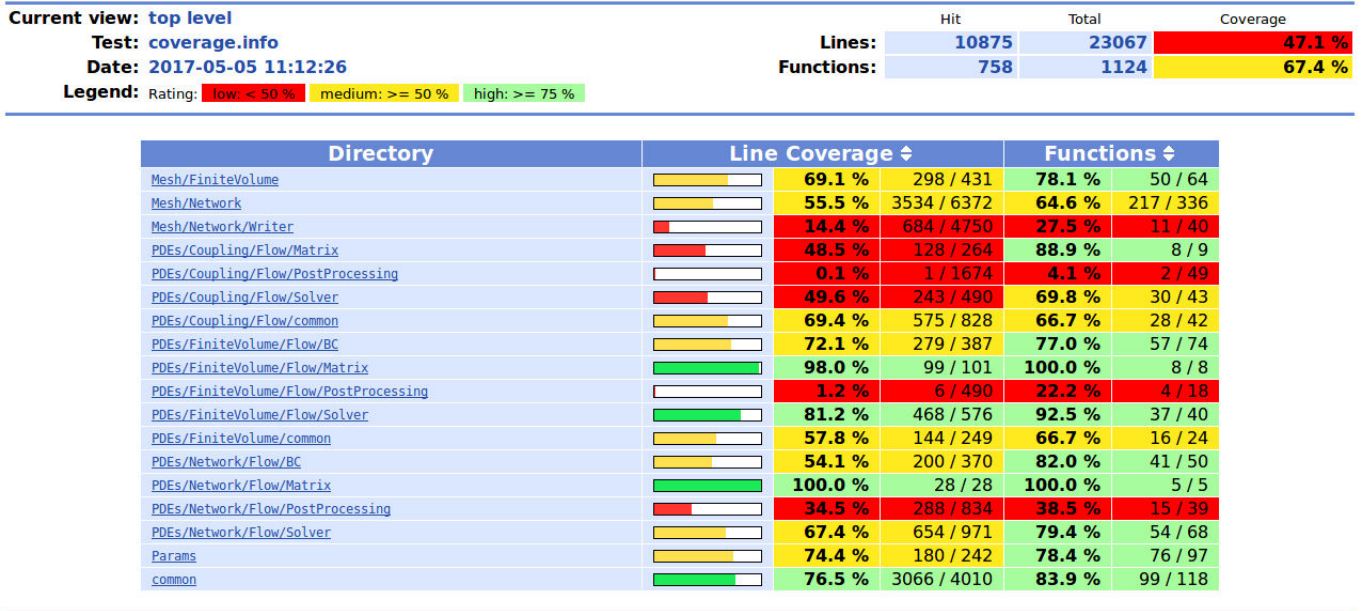 Current view: top level Hit Total Coverage
Test: coverage.info Lines: 10875 23067 47.1 %
Date: 2017-05-05 11:12:26 Functions: 758 1124 67.4 %
Legend: Rating: low: < 50 % medium: >= 50 % high: >= 75 %
Directory Line Coverage Functions
Mesh/FiniteVolume 69.1 % 298 / 431 78.1 % 50 / 64
Mesh/Network 55.5 % 3534 / 6372 64.6 % 217 / 336
Mesh/Network/Writer 14.4 % 684 / 4750 27.5 % 11 / 40
PDEs/Coupling/Flow/Matrix 48.5 % 128 / 264 88.9 % 8 / 9
PDEs/Coupling/Flow/PostProcessing 0.1 % 1 / 1674 4.1 % 2 / 49
PDEs/Coupling/Flow/Solver 49.6 % 243 / 490 69.8 % 30 / 43
PDEs/Coupling/Flow/common 69.4 % 575 / 828 66.7 % 28 / 42
PDEs/FiniteVolume/Flow/BC 72.1 % 279 / 387 77.0 % 57 / 74
PDEs/FiniteVolume/Flow/Matrix 98.0 % 99 / 101 100.0 % 8 / 8
PDEs/FiniteVolume/Flow/PostProcessing 1.2 % 6 / 490 22.2 % 4 / 18
PDEs/FiniteVolume/Flow/Solver 81.2 % 468 / 576 92.5 % 37 / 40
PDEs/FiniteVolume/common 57.8 % 144 / 249 66.7 % 16 / 24
PDEs/Network/Flow/BC 54.1 % 200 / 370 82.0 % 41 / 50
PDEs/Network/Flow/Matrix 100.0 % 28 / 28 100.0 % 5 / 5
PDEs/Network/Flow/PostProcessing 34.5 % 288 / 834 38.5 % 15 / 39
PDEs/Network/Flow/Solver 67.4 % 654 / 971 79.4 % 54 / 68
Params 74.4 % 180 / 242 78.4 % 76 / 97
common 76.5 % 3066 / 4010 83.9 % 99 / 118